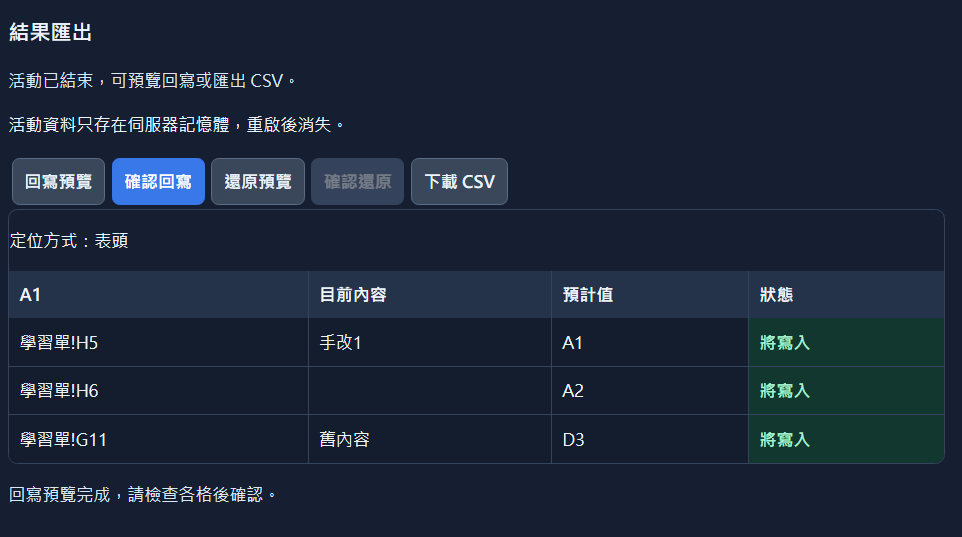 結果匯出
活動已結束，可預覽回寫或匯出 CSV。
活動資料只存在伺服器記憶體，重啟後消失。
回寫預覽 確認回寫 還原預覽 確認還原 下載 CSV
定位方式：表頭
A1 目前內容 預計值 狀態
學習單!H5 手改1 A1 將寫入
學習單!H6 A2 將寫入
學習單!G11 舊內容 D3 將寫入
回寫預覽完成，請檢查各格後確認。